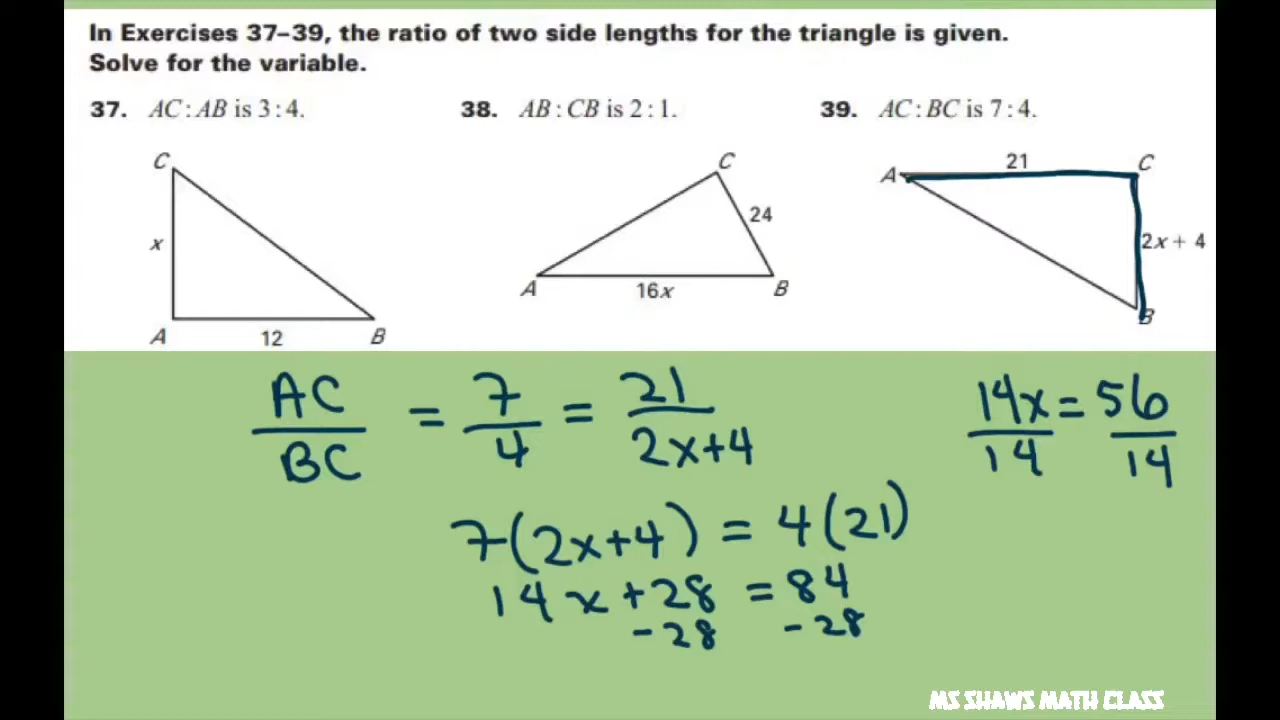 In Exercises 37–39, the ratio of two side lengths for the triangle is given.
Solve for the variable.
37. AC : AB is 3 : 4.
38. AB : CB is 2 : 1.
39. AC : BC is 7 : 4.
C
x
A
12
B
C
24
A
16x
B
A
21
C
2x + 4
B
AC/BC = 7/4 = 21/(2x+4)
7(2x+4) = 4(21)
14x + 28 = 84
-28 -28
14x = 56
14 14
MS SHAWS MATH CLASS